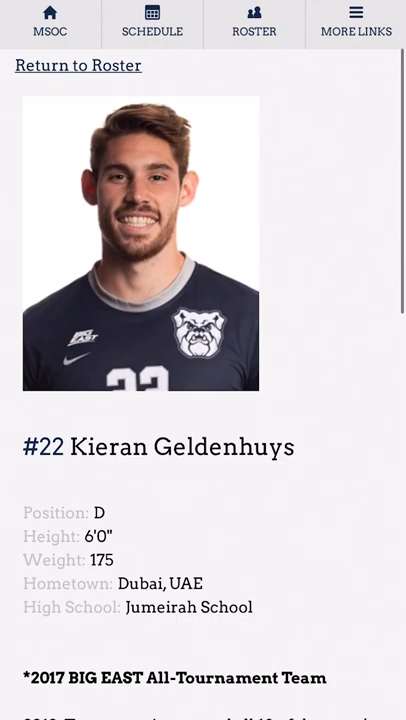 MSOC SCHEDULE ROSTER MORE LINKS
Return to Roster
BIG
EAST
#22 Kieran Geldenhuys
Position: D
Height: 6'0"
Weight: 175
Hometown: Dubai, UAE
High School: Jumeirah School
*2017 BIG EAST All-Tournament Team